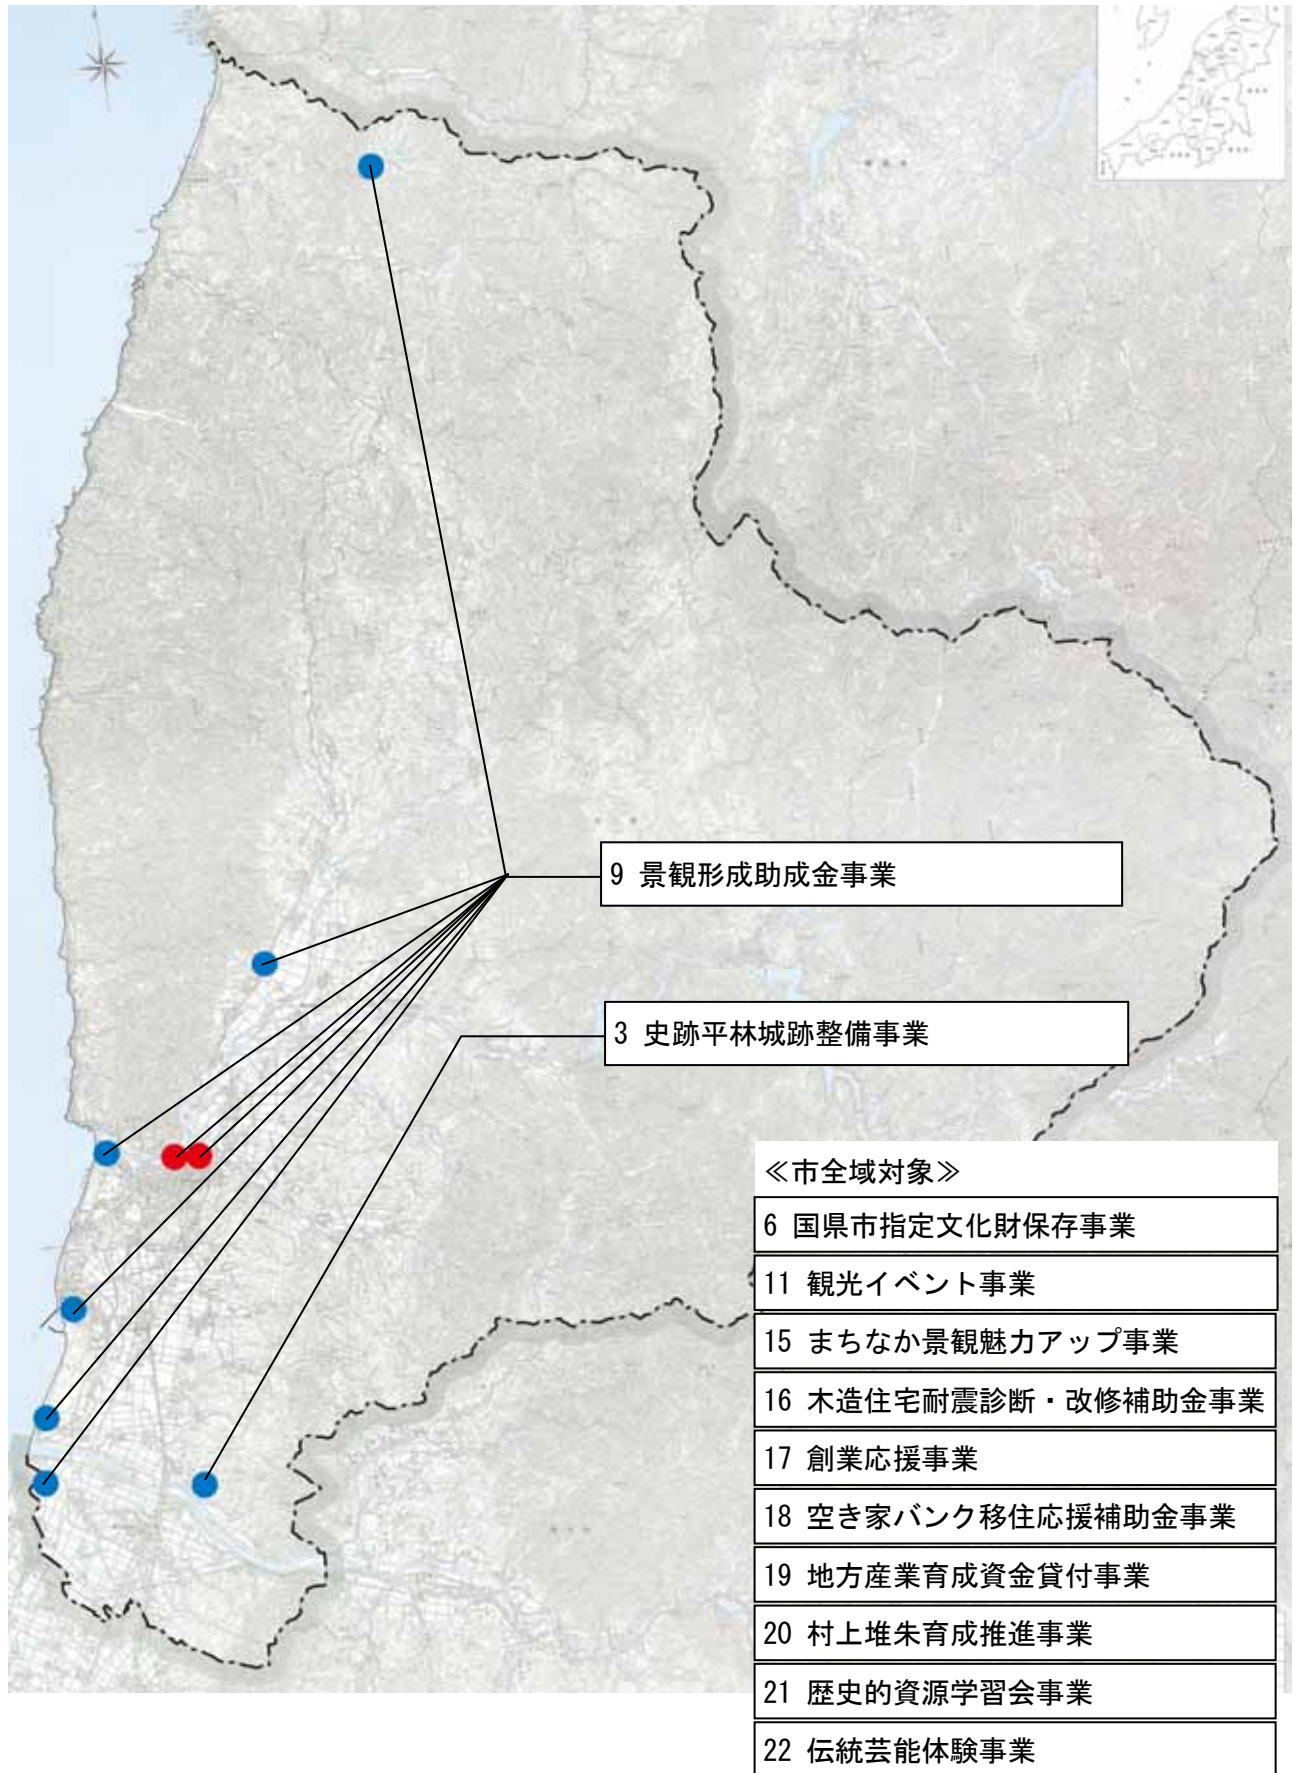 9 景観形成助成金事業
3 史跡平林城跡整備事業
≪市全域対象≫
6 国県市指定文化財保存事業
11 観光イベント事業
15 まちなか景観魅力アップ事業
16 木造住宅耐震診断・改修補助金事業
17 創業応援事業
18 空き家バンク移住応援補助金事業
19 地方産業育成資金貸付事業
20 村上堆朱育成推進事業
21 歴史的資源学習会事業
22 伝統芸能体験事業